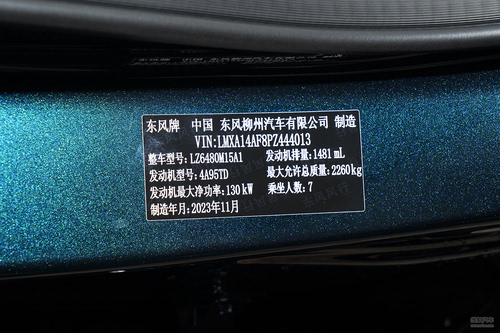 东风牌 中国 东风柳州汽车有限公司 制造
VIN:LMXA14AF8PZ444013
整车型号:LZ6480M15A1 发动机排量:1481 mL
发动机型号:4A95TD 最大允许总质量:2260kg
发动机最大净功率:130 kW 乘坐人数:7
制造年月:2023年11月